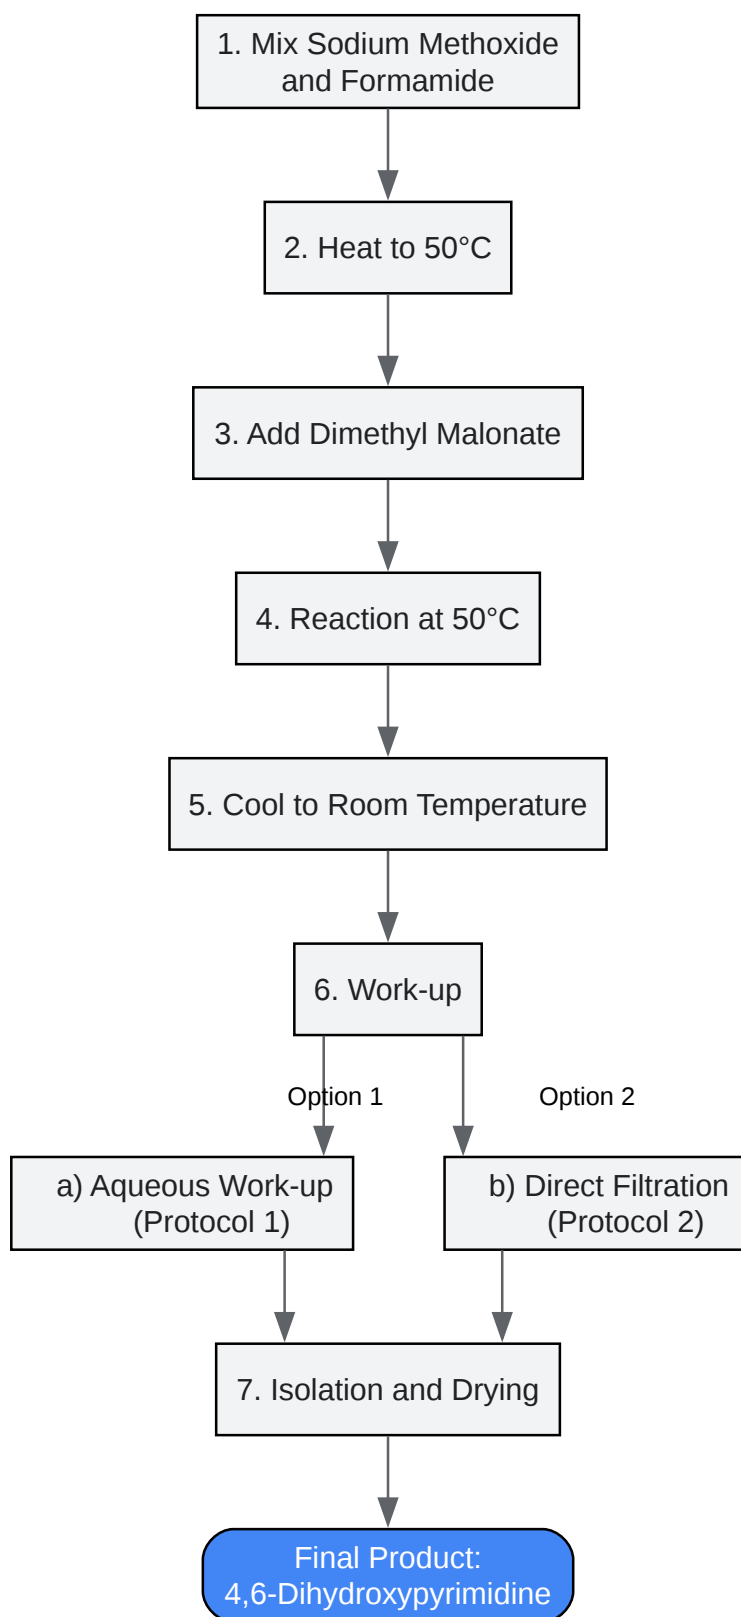 1. Mix Sodium Methoxide
and Formamide
2. Heat to 50°C
3. Add Dimethyl Malonate
4. Reaction at 50°C
5. Cool to Room Temperature
6. Work-up
Option 1
Option 2
a) Aqueous Work-up
(Protocol 1)
b) Direct Filtration
(Protocol 2)
7. Isolation and Drying
Final Product:
4,6-Dihydroxypyrimidine